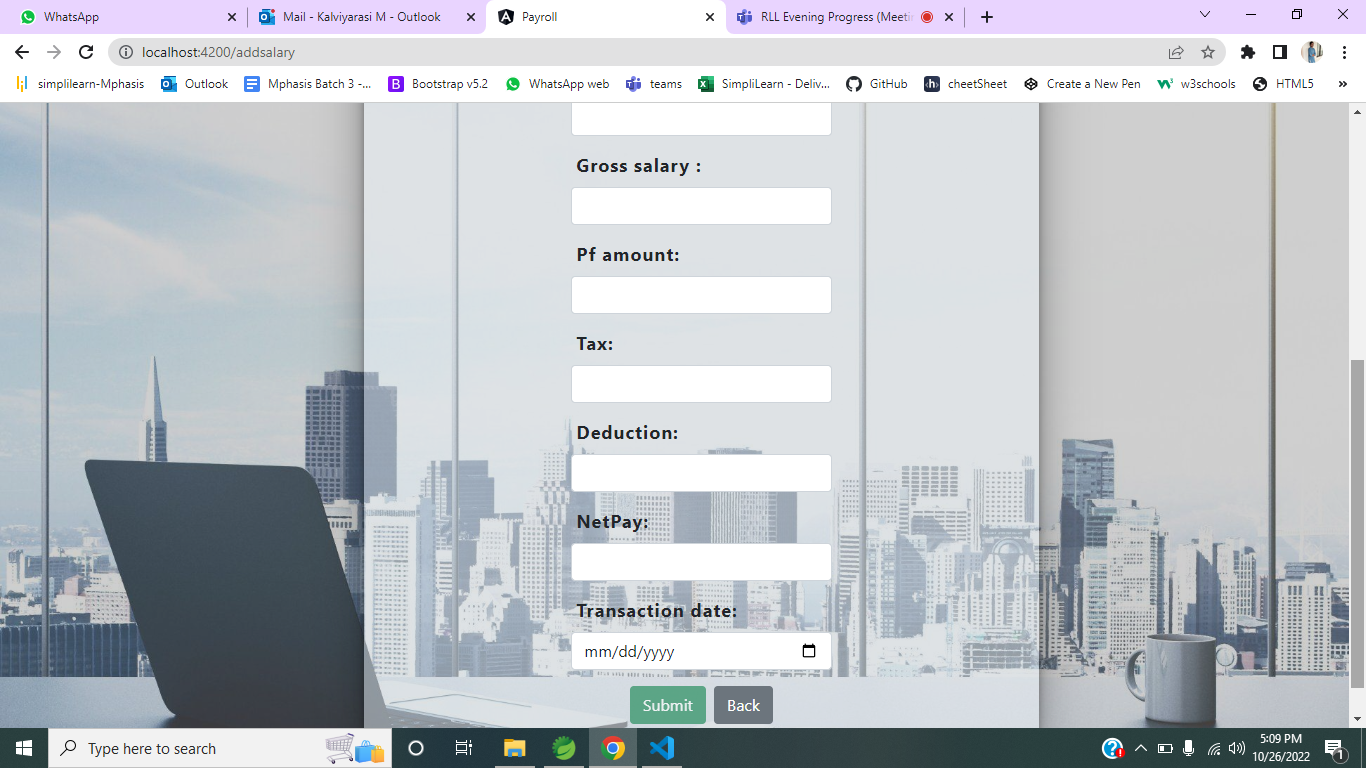 WhatsApp
Mail - Kalviyarasi M - Outlook
Payroll
RLL Evening Progress (Meeti
localhost:4200/addsalary
simplilearn-Mphasis
Outlook
Mphasis Batch 3 -...
Bootstrap v5.2
WhatsApp web
teams
SimpliLearn - Deliv...
GitHub
cheetSheet
Create a New Pen
w3schools
HTML5
»
Gross salary :
Pf amount:
Tax:
Deduction:
NetPay:
Transaction date:
mm/dd/yyyy
Submit
Back
Type here to search
5:09 PM
10/26/2022
1